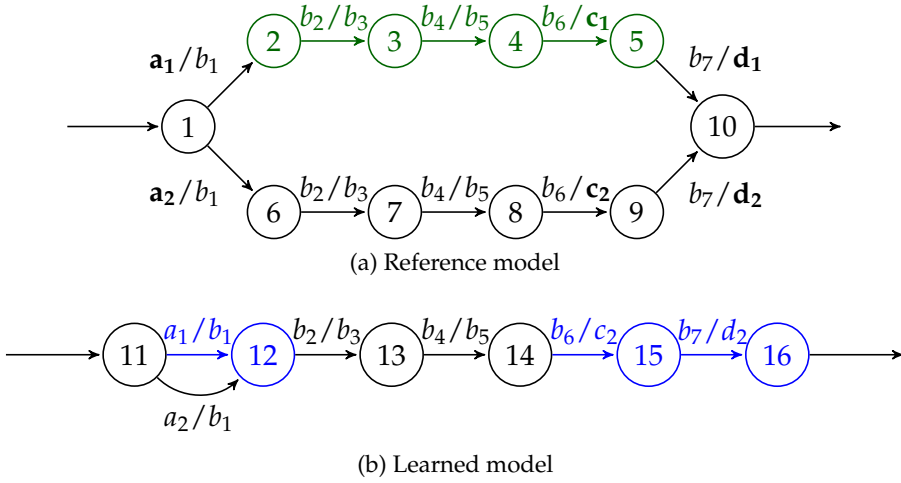 b₂/b₃ b₄/b₅ b₆/c₁
2 3 4 5
a₁/b₁ b₇/d₁
1 10
a₂/b₁ b₂/b₃ b₄/b₅ b₆/c₂ b₇/d₂
6 7 8 9
(a) Reference model
a₁/b₁ b₂/b₃ b₄/b₅ b₆/c₂ b₇/d₂
11 12 13 14 15 16
a₂/b₁
(b) Learned model